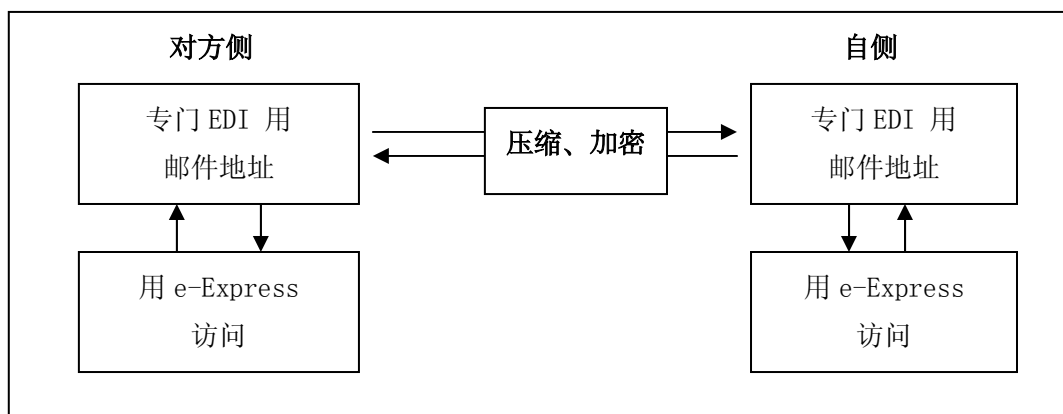 对方侧
自侧
专门 EDI 用
邮件地址
压缩、加密
专门 EDI 用
邮件地址
用 e-Express
访问
用 e-Express
访问